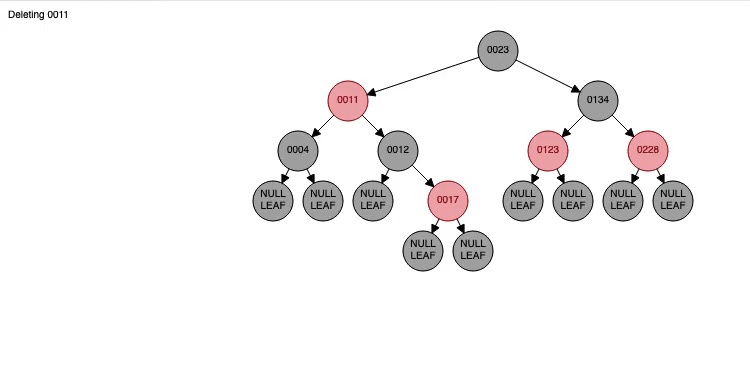 Deleting 0011
0023
0011
0134
0004
0012
0123
0228
NULL
LEAF
NULL
LEAF
NULL
LEAF
0017
NULL
LEAF
NULL
LEAF
NULL
LEAF
NULL
LEAF
NULL
LEAF
NULL
LEAF